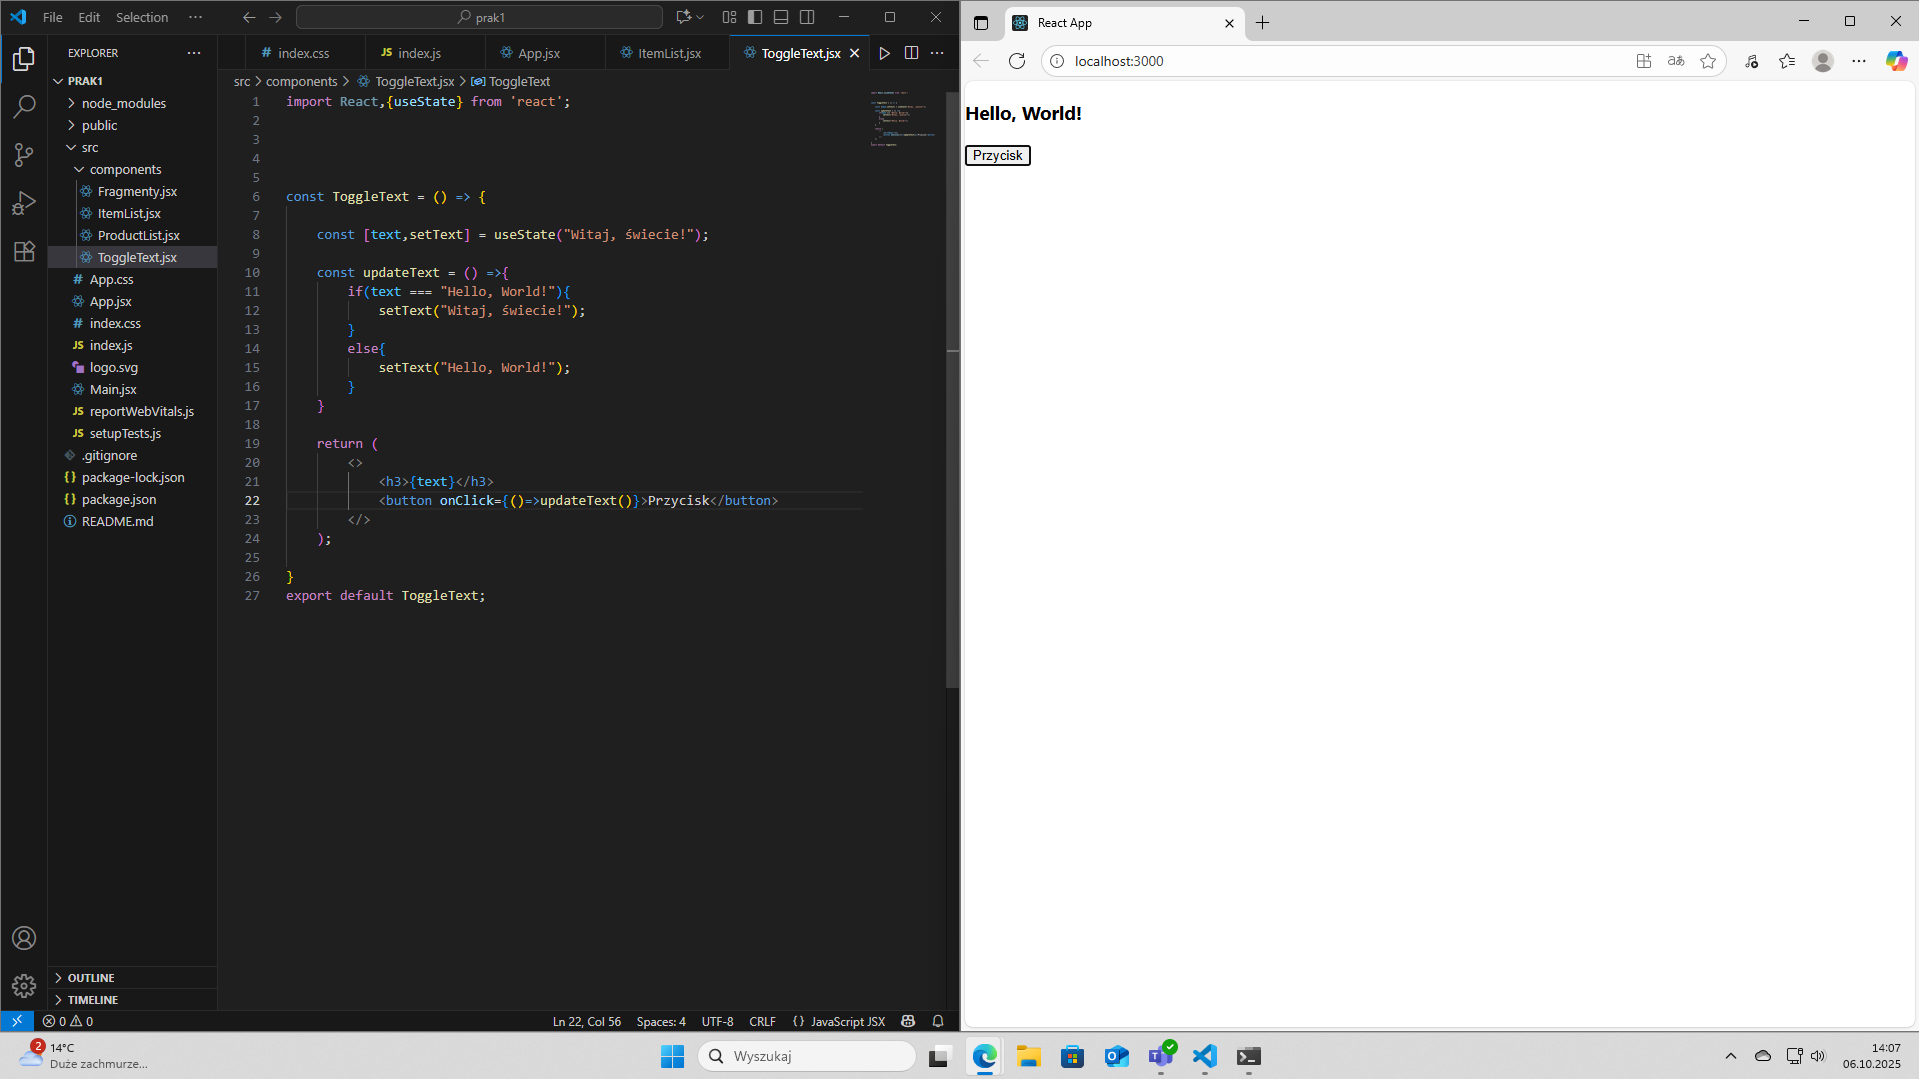 File Edit Selection ··· prak1
EXPLORER ···
PRAK1
node_modules
public
src
components
Fragmenty.jsx
ItemList.jsx
ProductList.jsx
ToggleText.jsx
# App.css
App.jsx
# index.css
JS index.js
logo.svg
Main.jsx
JS reportWebVitals.js
JS setupTests.js
.gitignore
{} package-lock.json
{} package.json
README.md
OUTLINE
TIMELINE
# index.css JS index.js App.jsx ItemList.jsx ToggleText.jsx
src > components > ToggleText.jsx > ToggleText
1 import React,{useState} from 'react';
2
3
4
5
6 const ToggleText = () => {
7
8 const [text,setText] = useState("Witaj, świecie!");
9
10 const updateText = () =>{
11 if(text === "Hello, World!"){
12 setText("Witaj, świecie!");
13 }
14 else{
15 setText("Hello, World!");
16 }
17 }
18
19 return (
20 <>
21 <h3>{text}</h3>
22 <button onClick={()=>updateText()}>Przycisk</button>
23 </>
24 );
25
26 }
27 export default ToggleText;
0 0 Ln 22, Col 56 Spaces: 4 UTF-8 CRLF {} JavaScript JSX
React App
localhost:3000
Hello, World!
Przycisk
2
14°C
Duże zachmurze...
Wyszukaj
14:07
06.10.2025